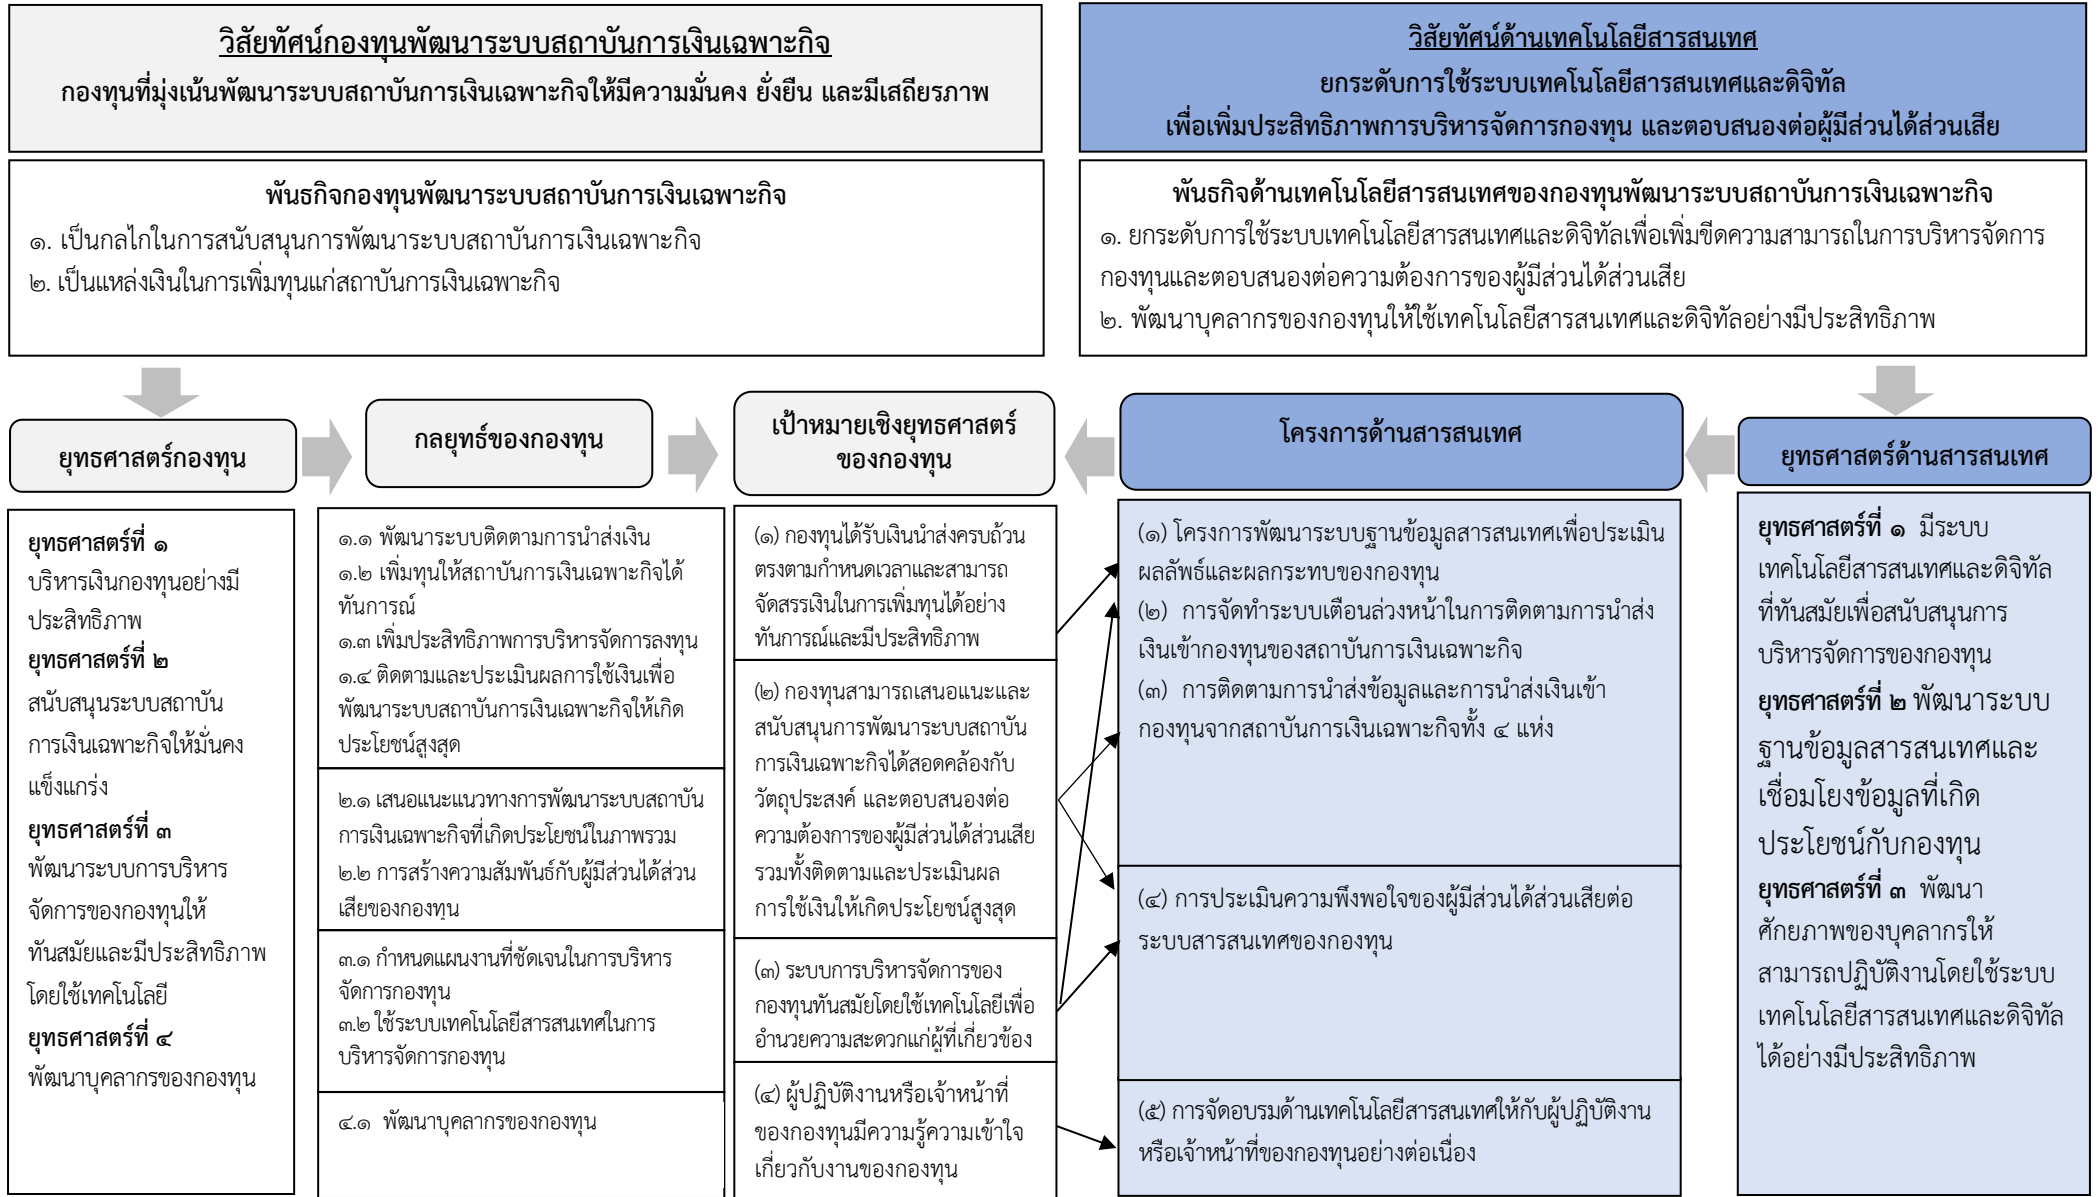 วิสัยทัศน์กองทุนพัฒนาระบบสถาบันการเงินเฉพาะกิจ
กองทุนที่มุ่งเน้นพัฒนาระบบสถาบันการเงินเฉพาะกิจให้มีความมั่นคง ยั่งยืน และมีเสถียรภาพ
วิสัยทัศน์ด้านเทคโนโลยีสารสนเทศ
ยกระดับการใช้ระบบเทคโนโลยีสารสนเทศและดิจิทัล
เพื่อเพิ่มประสิทธิภาพการบริหารจัดการกองทุน และตอบสนองต่อผู้มีส่วนได้ส่วนเสีย
พันธกิจกองทุนพัฒนาระบบสถาบันการเงินเฉพาะกิจ
๑. เป็นกลไกในการสนับสนุนการพัฒนาระบบสถาบันการเงินเฉพาะกิจ
๒. เป็นแหล่งเงินในการเพิ่มทุนแก่สถาบันการเงินเฉพาะกิจ
พันธกิจด้านเทคโนโลยีสารสนเทศของกองทุนพัฒนาระบบสถาบันการเงินเฉพาะกิจ
๑. ยกระดับการใช้ระบบเทคโนโลยีสารสนเทศและดิจิทัลเพื่อเพิ่มขีดความสามารถในการบริหารจัดการ
กองทุนและตอบสนองต่อความต้องการของผู้มีส่วนได้ส่วนเสีย
๒. พัฒนาบุคลากรของกองทุนให้ใช้เทคโนโลยีสารสนเทศและดิจิทัลอย่างมีประสิทธิภาพ
ยุทธศาสตร์กองทุน
กลยุทธ์ของกองทุน
เป้าหมายเชิงยุทธศาสตร์
ของกองทุน
โครงการด้านสารสนเทศ
ยุทธศาสตร์ด้านสารสนเทศ
ยุทธศาสตร์ที่ ๑
บริหารเงินกองทุนอย่างมี
ประสิทธิภาพ
ยุทธศาสตร์ที่ ๒
สนับสนุนระบบสถาบัน
การเงินเฉพาะกิจให้มั่นคง
แข็งแกร่ง
ยุทธศาสตร์ที่ ๓
พัฒนาระบบการบริหาร
จัดการของกองทุนให้
ทันสมัยและมีประสิทธิภาพ
โดยใช้เทคโนโลยี
ยุทธศาสตร์ที่ ๔
พัฒนาบุคลากรของกองทุน
๑.๑ พัฒนาระบบติดตามการนำส่งเงิน
๑.๒ เพิ่มทุนให้สถาบันการเงินเฉพาะกิจได้
ทันการณ์
๑.๓ เพิ่มประสิทธิภาพการบริหารจัดการลงทุน
๑.๔ ติดตามและประเมินผลการใช้เงินเพื่อ
พัฒนาระบบสถาบันการเงินเฉพาะกิจให้เกิด
ประโยชน์สูงสุด
๒.๑ เสนอแนะแนวทางการพัฒนาระบบสถาบัน
การเงินเฉพาะกิจที่เกิดประโยชน์ในภาพรวม
๒.๒ การสร้างความสัมพันธ์กับผู้มีส่วนได้ส่วน
เสียของกองทุน
๓.๑ กำหนดแผนงานที่ชัดเจนในการบริหาร
จัดการกองทุน
๓.๒ ใช้ระบบเทคโนโลยีสารสนเทศในการ
บริหารจัดการกองทุน
๔.๑ พัฒนาบุคลากรของกองทุน
(๑) กองทุนได้รับเงินนำส่งครบถ้วน
ตรงตามกำหนดเวลาและสามารถ
จัดสรรเงินในการเพิ่มทุนได้อย่าง
ทันการณ์และมีประสิทธิภาพ
(๒) กองทุนสามารถเสนอแนะและ
สนับสนุนการพัฒนาระบบสถาบัน
การเงินเฉพาะกิจได้สอดคล้องกับ
วัตถุประสงค์ และตอบสนองต่อ
ความต้องการของผู้มีส่วนได้ส่วนเสีย
รวมทั้งติดตามและประเมินผล
การใช้เงินให้เกิดประโยชน์สูงสุด
(๓) ระบบการบริหารจัดการของ
กองทุนทันสมัยโดยใช้เทคโนโลยีเพื่อ
อำนวยความสะดวกแก่ผู้ที่เกี่ยวข้อง
(๔) ผู้ปฏิบัติงานหรือเจ้าหน้าที่
ของกองทุนมีความรู้ความเข้าใจ
เกี่ยวกับงานของกองทุน
(๑) โครงการพัฒนาระบบฐานข้อมูลสารสนเทศเพื่อประเมิน
ผลลัพธ์และผลกระทบของกองทุน
(๒) การจัดทำระบบเตือนล่วงหน้าในการติดตามการนำส่ง
เงินเข้ากองทุนของสถาบันการเงินเฉพาะกิจ
(๓) การติดตามการนำส่งข้อมูลและการนำส่งเงินเข้า
กองทุนจากสถาบันการเงินเฉพาะกิจทั้ง ๔ แห่ง
(๔) การประเมินความพึงพอใจของผู้มีส่วนได้ส่วนเสียต่อ
ระบบสารสนเทศของกองทุน
(๕) การจัดอบรมด้านเทคโนโลยีสารสนเทศให้กับผู้ปฏิบัติงาน
หรือเจ้าหน้าที่ของกองทุนอย่างต่อเนื่อง
ยุทธศาสตร์ที่ ๑ มีระบบ
เทคโนโลยีสารสนเทศและดิจิทัล
ที่ทันสมัยเพื่อสนับสนุนการ
บริหารจัดการของกองทุน
ยุทธศาสตร์ที่ ๒ พัฒนาระบบ
ฐานข้อมูลสารสนเทศและ
เชื่อมโยงข้อมูลที่เกิด
ประโยชน์กับกองทุน
ยุทธศาสตร์ที่ ๓ พัฒนา
ศักยภาพของบุคลากรให้
สามารถปฏิบัติงานโดยใช้ระบบ
เทคโนโลยีสารสนเทศและดิจิทัล
ได้อย่างมีประสิทธิภาพ